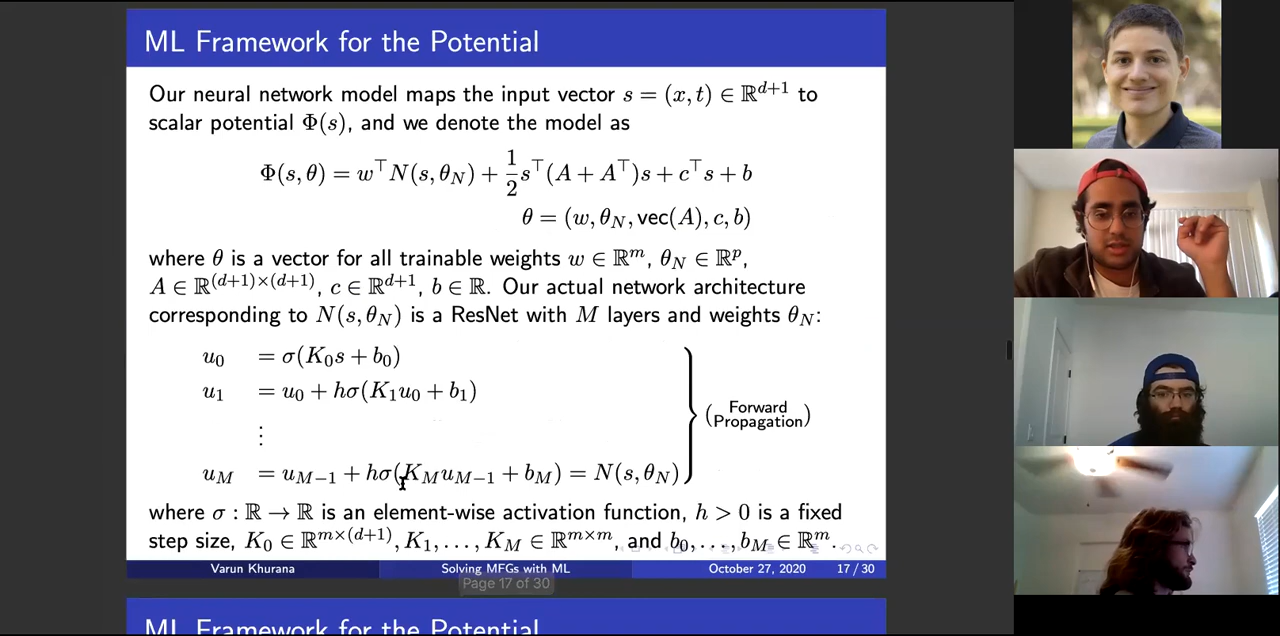 ML Framework for the Potential
Our neural network model maps the input vector s = (x, t) ∈ ℝ^{d+1} to
scalar potential Φ(s), and we denote the model as
Φ(s, θ) = w^⊤ N(s, θ_N) + \frac{1}{2} s^⊤ (A + A^⊤)s + c^⊤ s + b
θ = (w, θ_N, vec(A), c, b)
where θ is a vector for all trainable weights w ∈ ℝ^m, θ_N ∈ ℝ^p,
A ∈ ℝ^{(d+1)×(d+1)}, c ∈ ℝ^{d+1}, b ∈ ℝ. Our actual network architecture
corresponding to N(s, θ_N) is a ResNet with M layers and weights θ_N:
u_0 = σ(K_0 s + b_0)
u_1 = u_0 + hσ(K_1 u_0 + b_1)
⋮
u_M = u_{M−1} + hσ(K_M u_{M−1} + b_M) = N(s, θ_N)
(Forward
Propagation)
where σ : ℝ → ℝ is an element-wise activation function, h > 0 is a fixed
step size, K_0 ∈ ℝ^{m×(d+1)}, K_1, …, K_M ∈ ℝ^{m×m}, and b_0, …, b_M ∈ ℝ^m.
Varun Khurana Solving MFGs with ML October 27, 2020 17 / 30
Page 17 of 30
ML Framework for the Potential